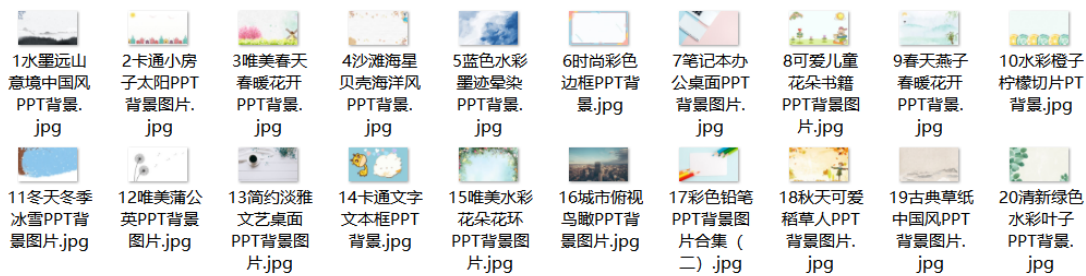 1水墨远山
意境中国风
PPT背景.
jpg
2卡通小房
子太阳PPT
背景图片.
jpg
3唯美春天
春暖花开
PPT背景.
jpg
4沙滩海星
贝壳海洋风
PPT背景.
jpg
5蓝色水彩
墨迹晕染
PPT背景.
jpg
6时尚彩色
边框PPT背
景.jpg
7笔记本办
公桌面PPT
背景图片.
jpg
8可爱儿童
花朵书籍
PPT背景图
片.jpg
9春天燕子
春暖花开
PPT背景.
jpg
10水彩橙子
柠檬切片PT
背景.jpg
11冬天冬季
冰雪PPT背
景图片.jpg
12唯美蒲公
英PPT背景
图片.jpg
13简约淡雅
文艺桌面
PPT背景图
片.jpg
14卡通文字
文本框PPT
背景.jpg
15唯美水彩
花朵花环
PPT背景图
片.jpg
16城市俯视
鸟瞰PPT背
景图片.jpg
17彩色铅笔
PPT背景图
片合集（
二）.jpg
18秋天可爱
稻草人PPT
背景图片.
jpg
19古典草纸
中国风PPT
背景图片.
jpg
20清新绿色
水彩叶子
PPT背景.
jpg